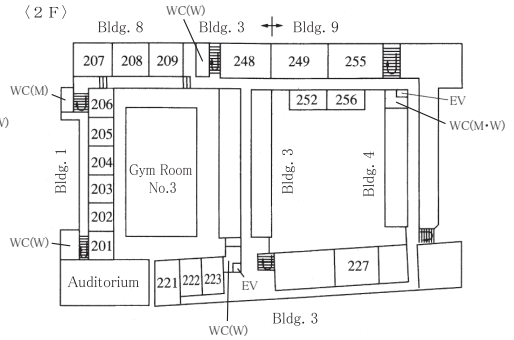 〈2F〉
WC(W)
Bldg. 8
Bldg. 3
Bldg. 9
207
208
209
248
249
255
WC(M)
206
252
256
EV
WC(M・W)
W)
205
204
203
202
201
Bldg. 1
Gym Room
No.3
Bldg. 3
Bldg. 4
WC(W)
Auditorium
221
222
223
227
EV
WC(W)
Bldg. 3